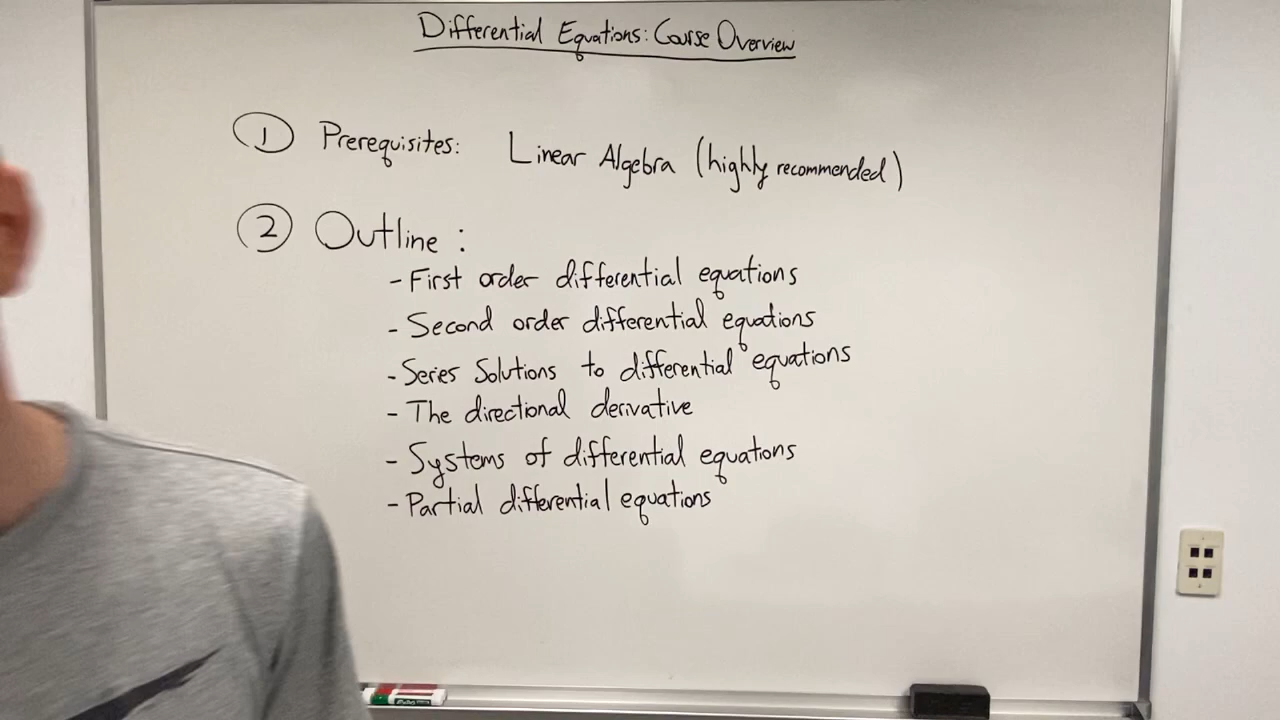 Differential Equations: Course Overview
① Prerequisites: Linear Algebra (highly recommended)
② Outline:
- First order differential equations
- Second order differential equations
- Series Solutions to differential equations
- The directional derivative
- Systems of differential equations
- Partial differential equations